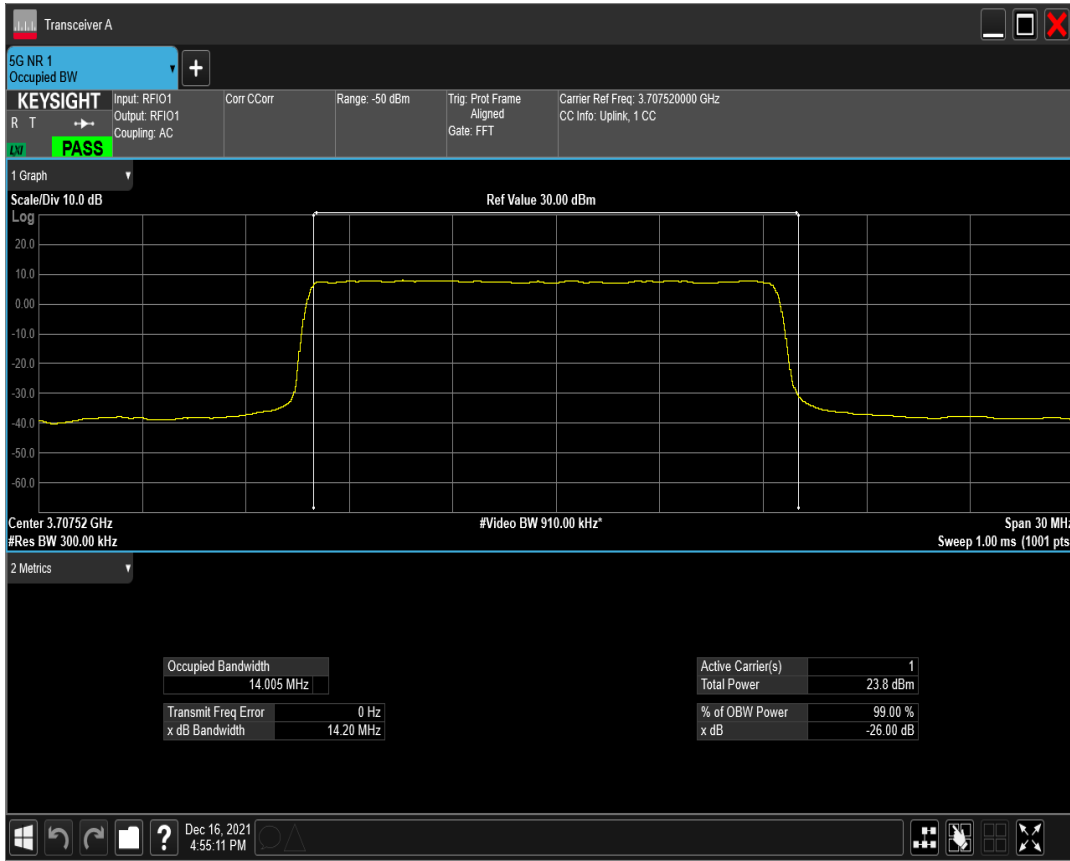 Transceiver A
5G NR 1
Occupied BW
+
KEYSIGHT
R T
LXI
PASS
Input: RFIO1
Output: RFIO1
Coupling: AC
Corr CCorr
Range: -50 dBm
Trig: Prot Frame
Aligned
Gate: FFT
Carrier Ref Freq: 3.707520000 GHz
CC Info: Uplink, 1 CC
1 Graph
Scale/Div 10.0 dB
Ref Value 30.00 dBm
Log
20.0
10.0
0.00
-10.0
-20.0
-30.0
-40.0
-50.0
-60.0
Center 3.70752 GHz
#Video BW 910.00 kHz*
Span 30 MHz
#Res BW 300.00 kHz
Sweep 1.00 ms (1001 pts
2 Metrics
Occupied Bandwidth
14.005 MHz
Transmit Freq Error 0 Hz
x dB Bandwidth 14.20 MHz
Active Carrier(s) 1
Total Power 23.8 dBm
% of OBW Power 99.00 %
x dB -26.00 dB
?
Dec 16, 2021
4:55:11 PM